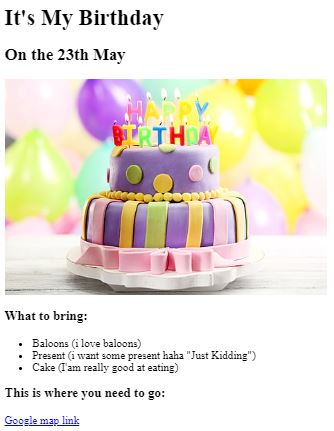 It's My Birthday
On the 23th May
HAPPY
BIRTHDAY
What to bring:
Baloons (i love baloons)
Present (i want some present haha "Just Kidding")
Cake (I'am really good at eating)
This is where you need to go:
Google map link